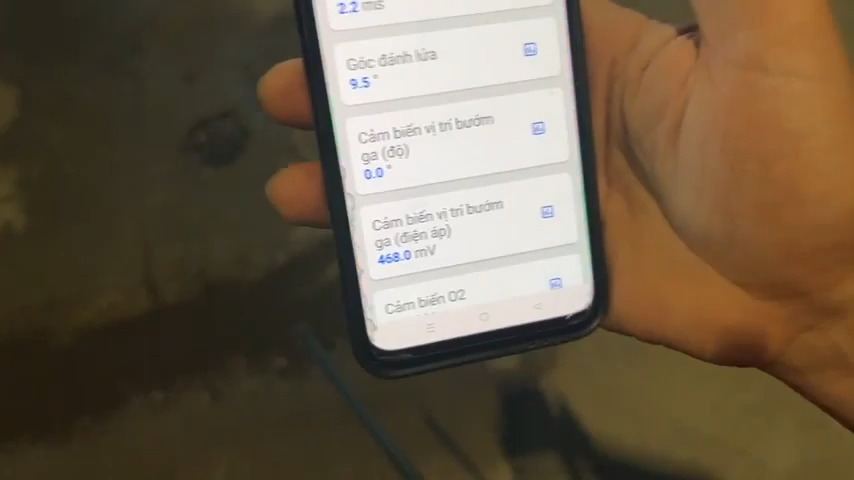 2.2 ms
Góc đánh lửa
9.5 °
Cảm biến vị trí bướm
ga (độ)
0.0 °
Cảm biến vị trí bướm
ga (điện áp)
468.0 mV
Cảm biến O2